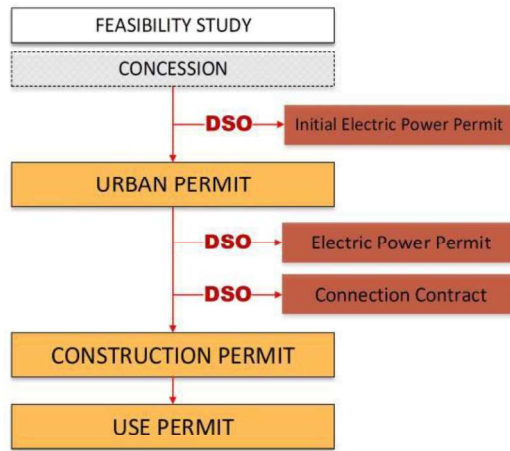 FEASIBILITY STUDY
CONCESSION
DSO
Initial Electric Power Permit
URBAN PERMIT
DSO
Electric Power Permit
DSO
Connection Contract
CONSTRUCTION PERMIT
USE PERMIT